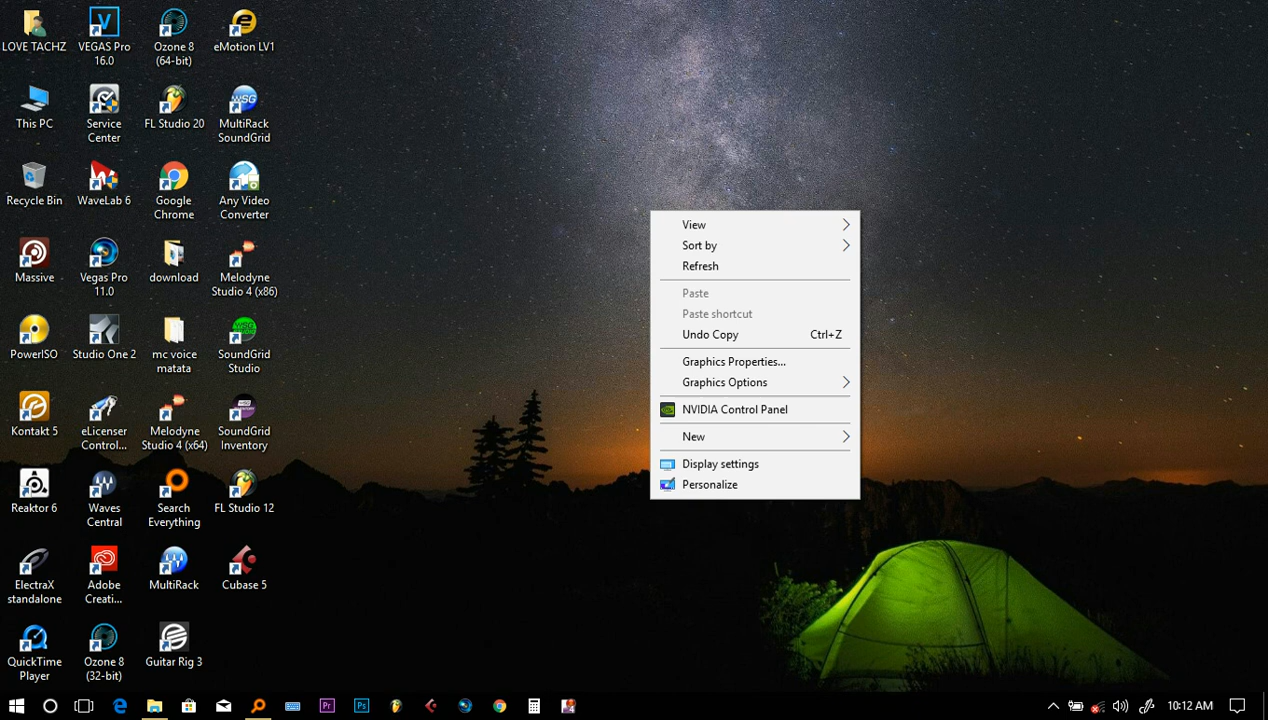 LOVE TACHZ
VEGAS Pro
16.0
Ozone 8
(64-bit)
eMotion LV1
This PC
Service
Center
FL Studio 20
MultiRack
SoundGrid
Recycle Bin
WaveLab 6
Google
Chrome
Any Video
Converter
Massive
Vegas Pro
11.0
download
Melodyne
Studio 4 (x86)
PowerISO
Studio One 2
mc voice
matata
SoundGrid
Studio
Kontakt 5
eLicenser
Control...
Melodyne
Studio 4 (x64)
SoundGrid
Inventory
Reaktor 6
Waves
Central
Search
Everything
FL Studio 12
ElectraX
standalone
Adobe
Creati...
MultiRack
Cubase 5
QuickTime
Player
Ozone 8
(32-bit)
Guitar Rig 3
View
Sort by
Refresh
Paste
Paste shortcut
Undo Copy Ctrl+Z
Graphics Properties...
Graphics Options
NVIDIA Control Panel
New
Display settings
Personalize
Pr
Ps
10:12 AM